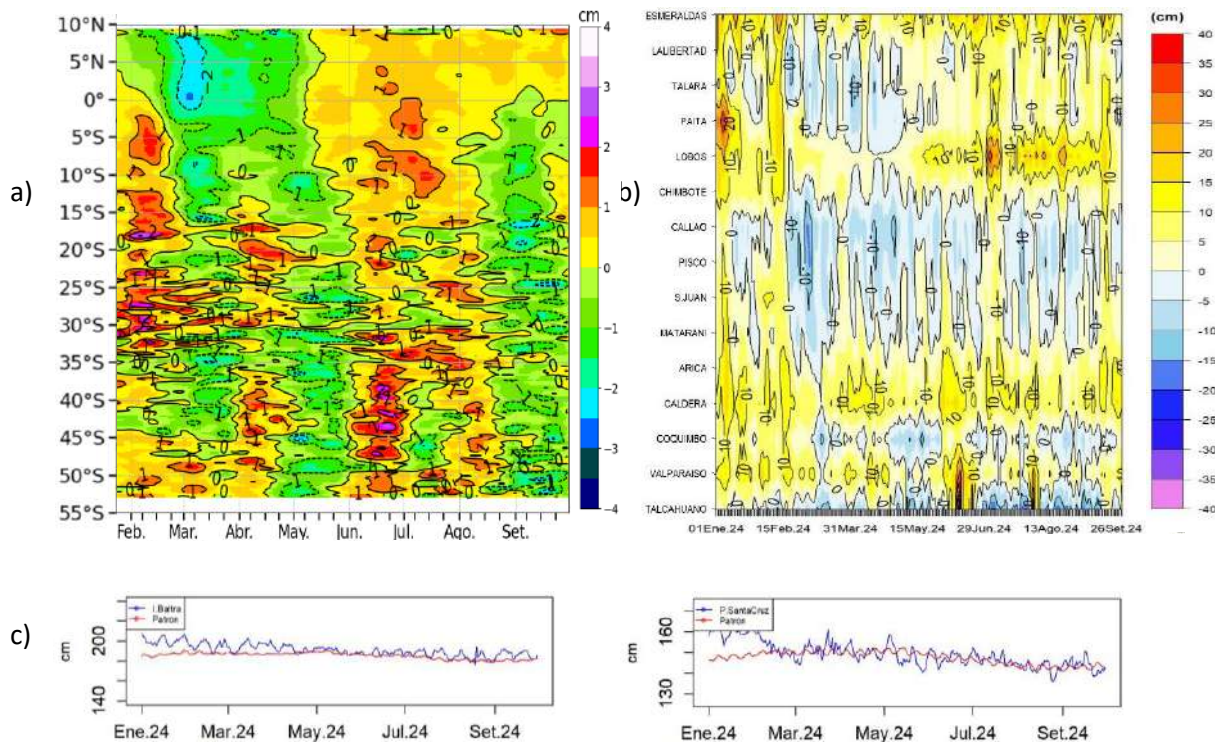 a)
cm
10°N
5°N
0°
5°S
10°S
15°S
20°S
25°S
30°S
35°S
40°S
45°S
50°S
55°S
Feb. Mar. Abr. May. Jun. Jul. Ago. Set.
4
3
2
1
0
−1
−2
−3
−4
b)
(cm)
ESMERALDAS
LALIBERTAD
TALARA
PAITA
LOBOS
CHIMBOTE
CALLAO
PISCO
S.JUAN
MATARANI
ARICA
CALDERA
COQUIMBO
VALPARAISO
TALCAHUANO
01Ene.24 15Feb.24 31Mar.24 15May.24 29Jun.24 13Ago.24 26Set.24
40
35
30
25
20
15
10
5
0
-5
-10
-15
-20
-25
-30
-35
-40
c)
I.Baltra
Patron
cm
200
140
Ene.24 Mar.24 May.24 Jul.24 Set.24
P.SantaCruz
Patron
cm
160
130
Ene.24 Mar.24 May.24 Jul.24 Set.24